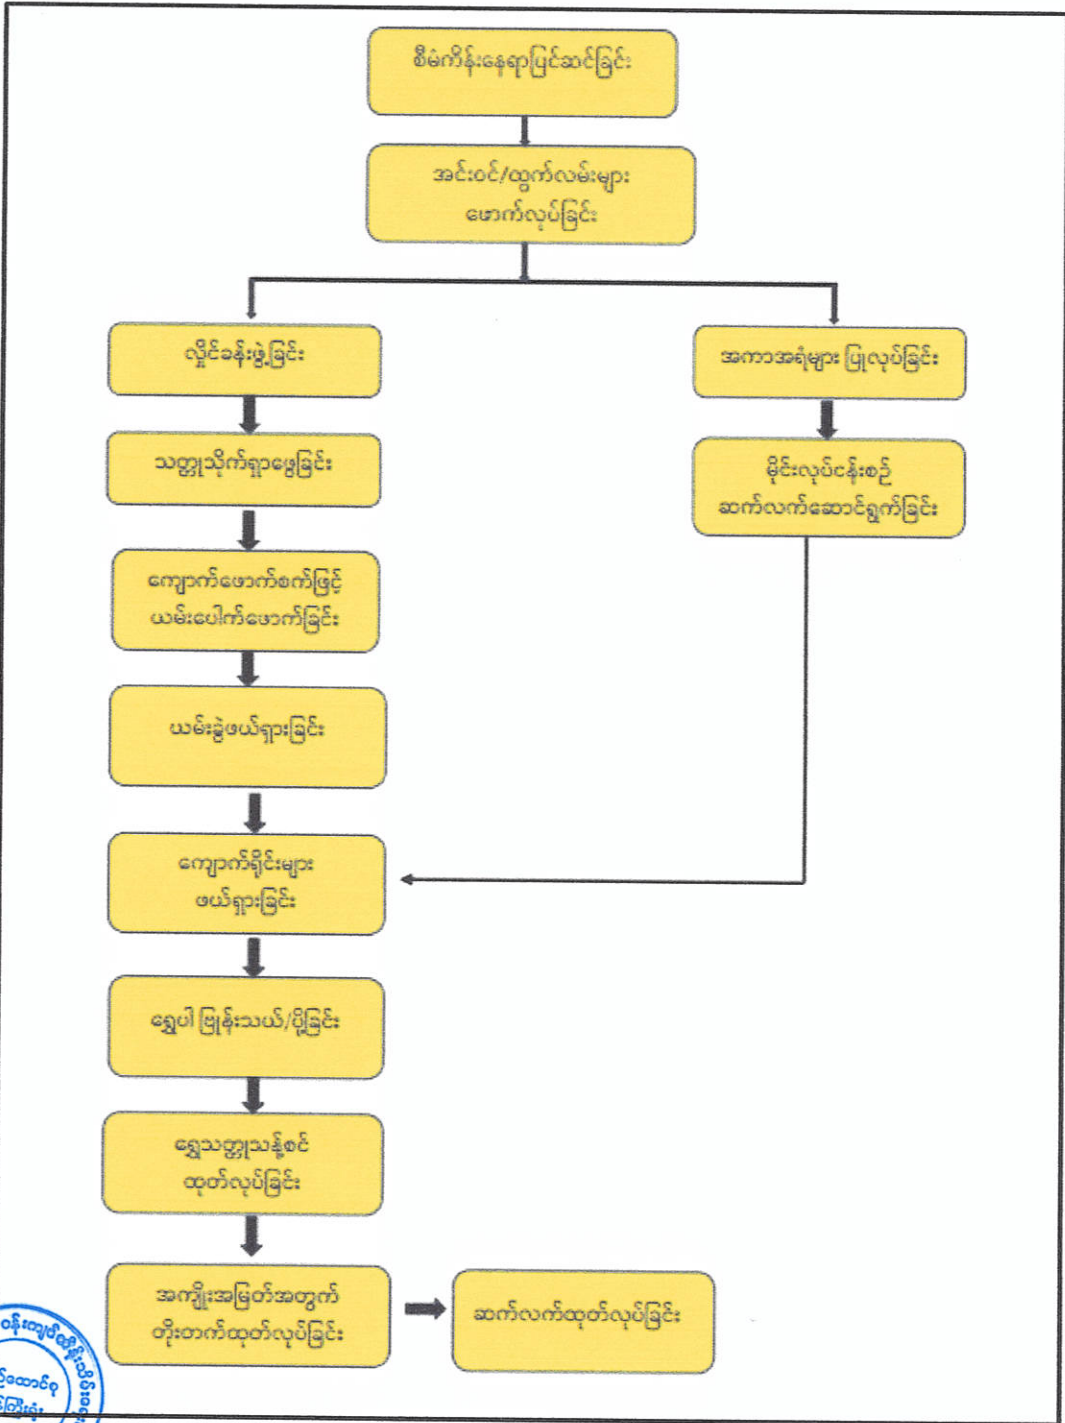 စီမံကိန်းနေရာပြင်ဆင်ခြင်း
အင်းဝင်/ထွက်လမ်းများ
ဖောက်လုပ်ခြင်း
လှိုင်ခန်းဖွဲ့ခြင်း
အကာအရံများ ပြုလုပ်ခြင်း
သတ္တုသိုက်ရှာဖွေခြင်း
မိုင်းလုပ်ငန်းစဉ်
ဆက်လက်ဆောင်ရွက်ခြင်း
ကျောက်ဖောက်စက်ဖြင့်
ယမ်းပေါက်ဖောက်ခြင်း
ယမ်းခွဲဖယ်ရှားခြင်း
ကျောက်ရိုင်းများ
ဖယ်ရှားခြင်း
ရွှေပါ ဗြုန်းသယ်/ပို့ခြင်း
ရွှေသတ္တုသန့်စင်
ထုတ်လုပ်ခြင်း
အကျိုးအမြတ်အတွက်
တိုးတက်ထုတ်လုပ်ခြင်း
ဆက်လက်ထုတ်လုပ်ခြင်း